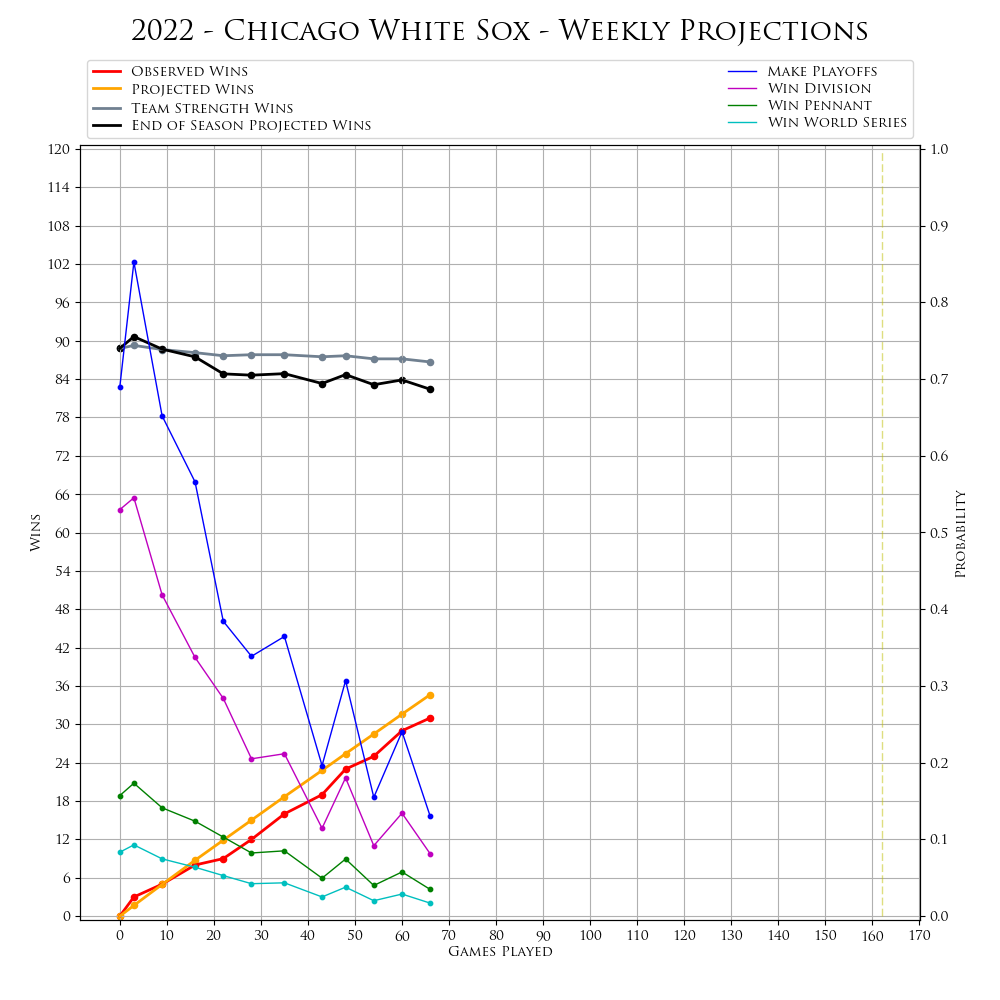 2022 - Chicago White Sox - Weekly Projections
Observed Wins
Projected Wins
Team Strength Wins
End of Season Projected Wins
Make Playoffs
Win Division
Win Pennant
Win World Series
120
114
108
102
96
90
84
78
72
66
60
54
48
42
36
30
24
18
12
6
0
Wins
1.0
0.9
0.8
0.7
0.6
0.5
0.4
0.3
0.2
0.1
0.0
Probability
0 10 20 30 40 50 60 70 80 90 100 110 120 130 140 150 160 170
Games Played